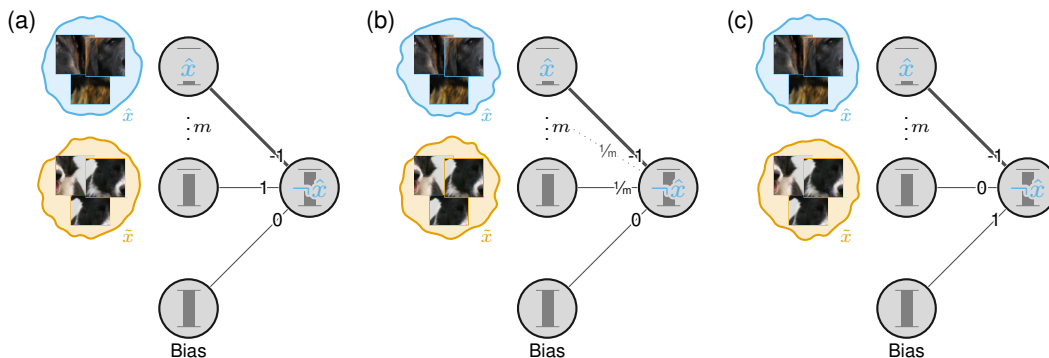 (a)
x̂
x̂
m
-1
x̃
1
¬x̂
0
Bias
(b)
x̂
x̂
m
1/m
-1
x̃
1/m
¬x̂
0
Bias
(c)
x̂
x̂
m
-1
x̃
0
¬x̂
1
Bias